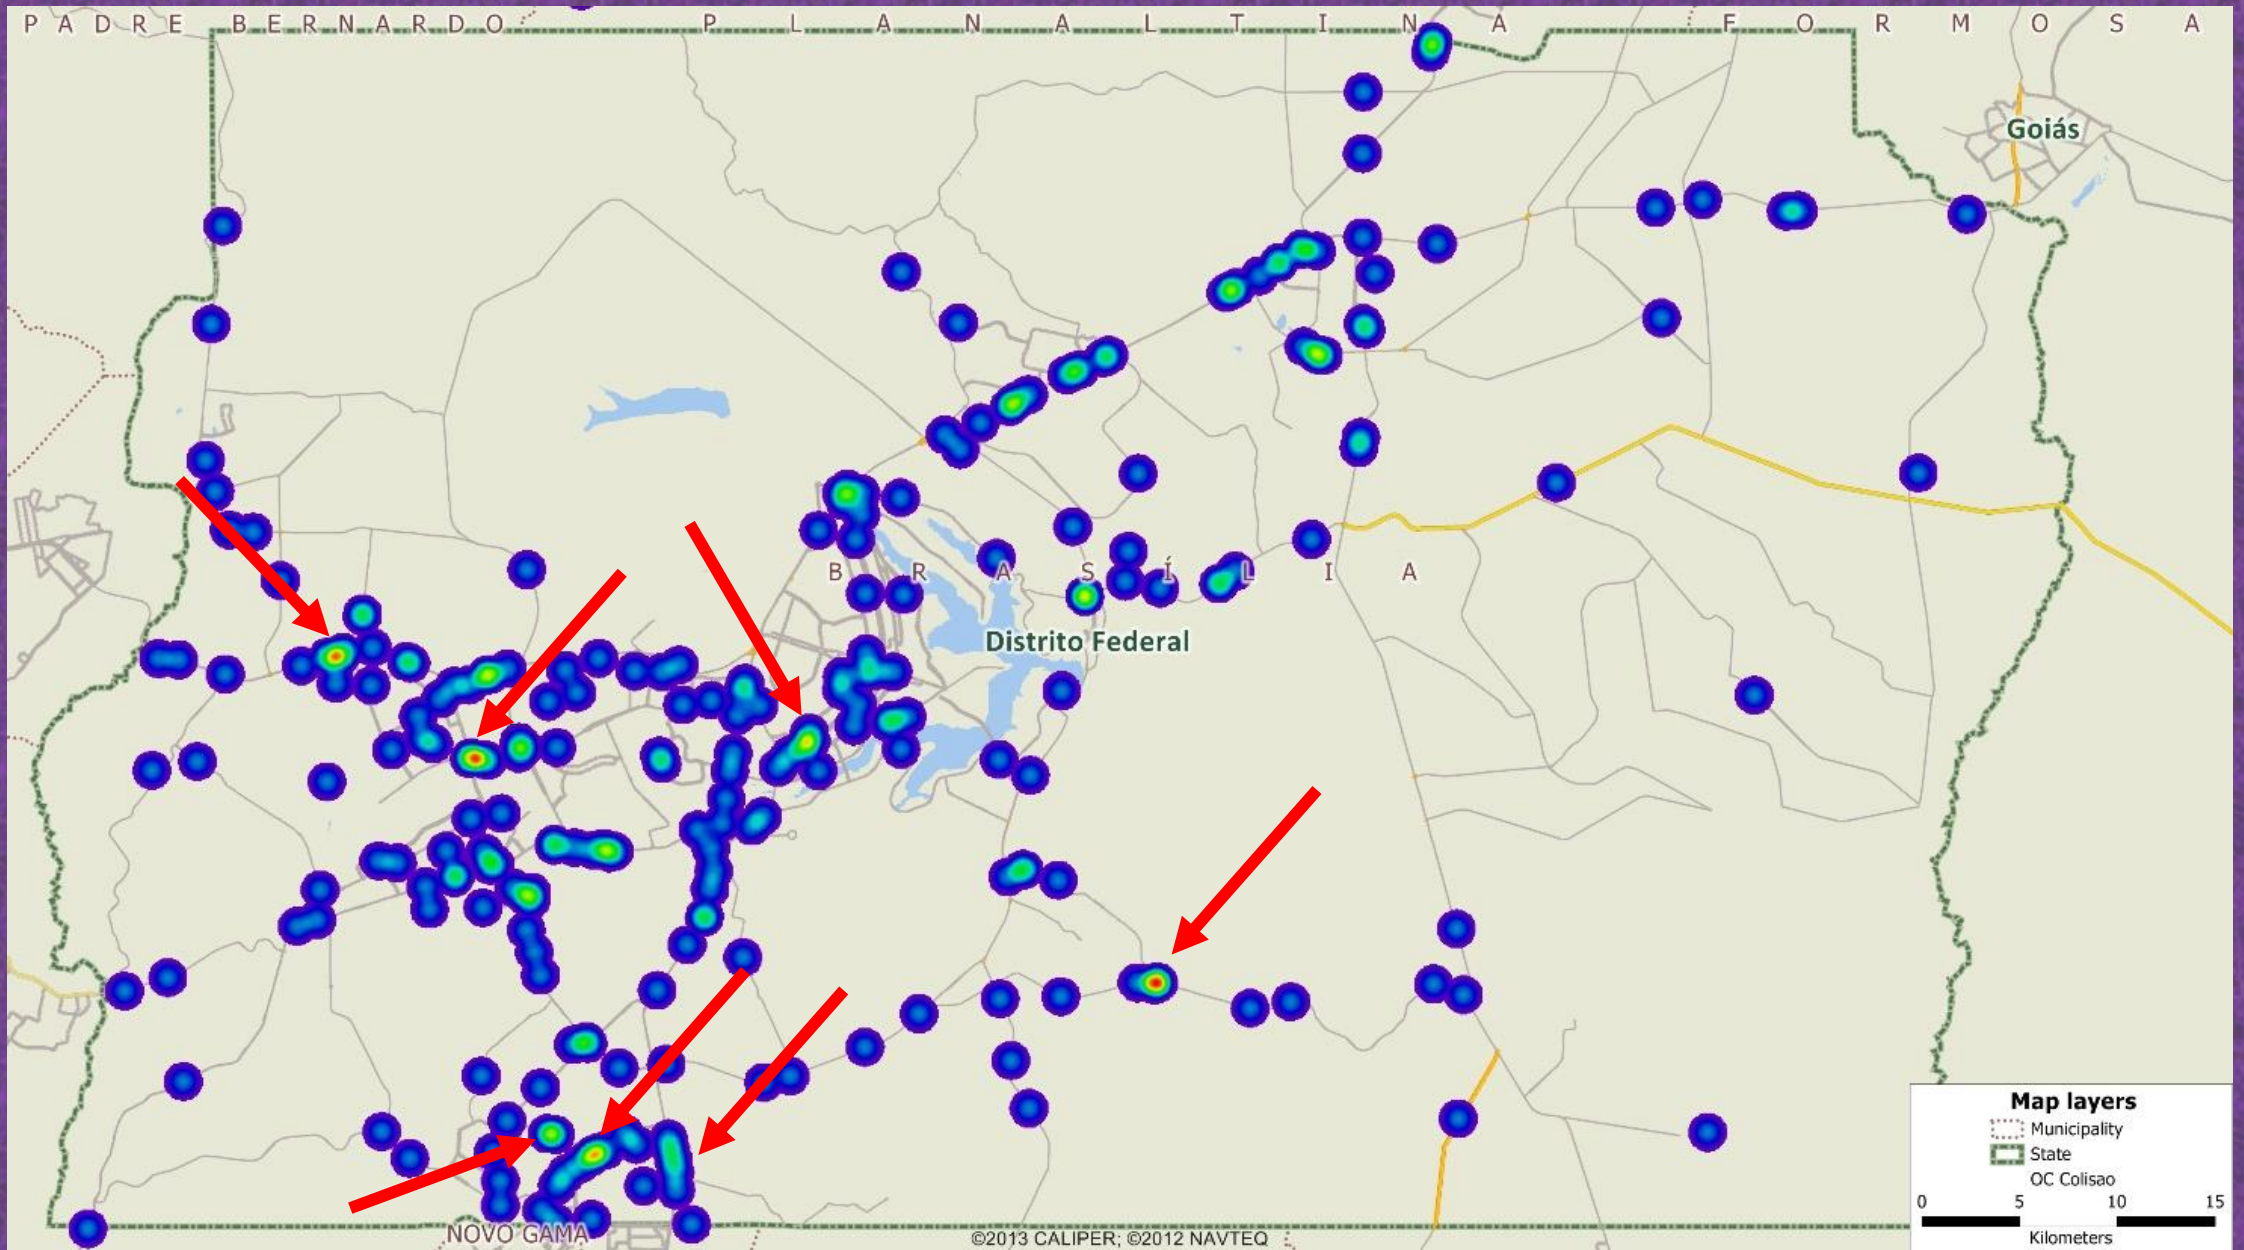 PADRE BERNARDO
PLANALTINA
FORMOSA
Goiás
BRASÍLIA
Distrito Federal
NOVO GAMA
©2013 CALIPER; ©2012 NAVTEQ
Map layers
Municipality
State
OC Colisao
0 5 10 15
Kilometers